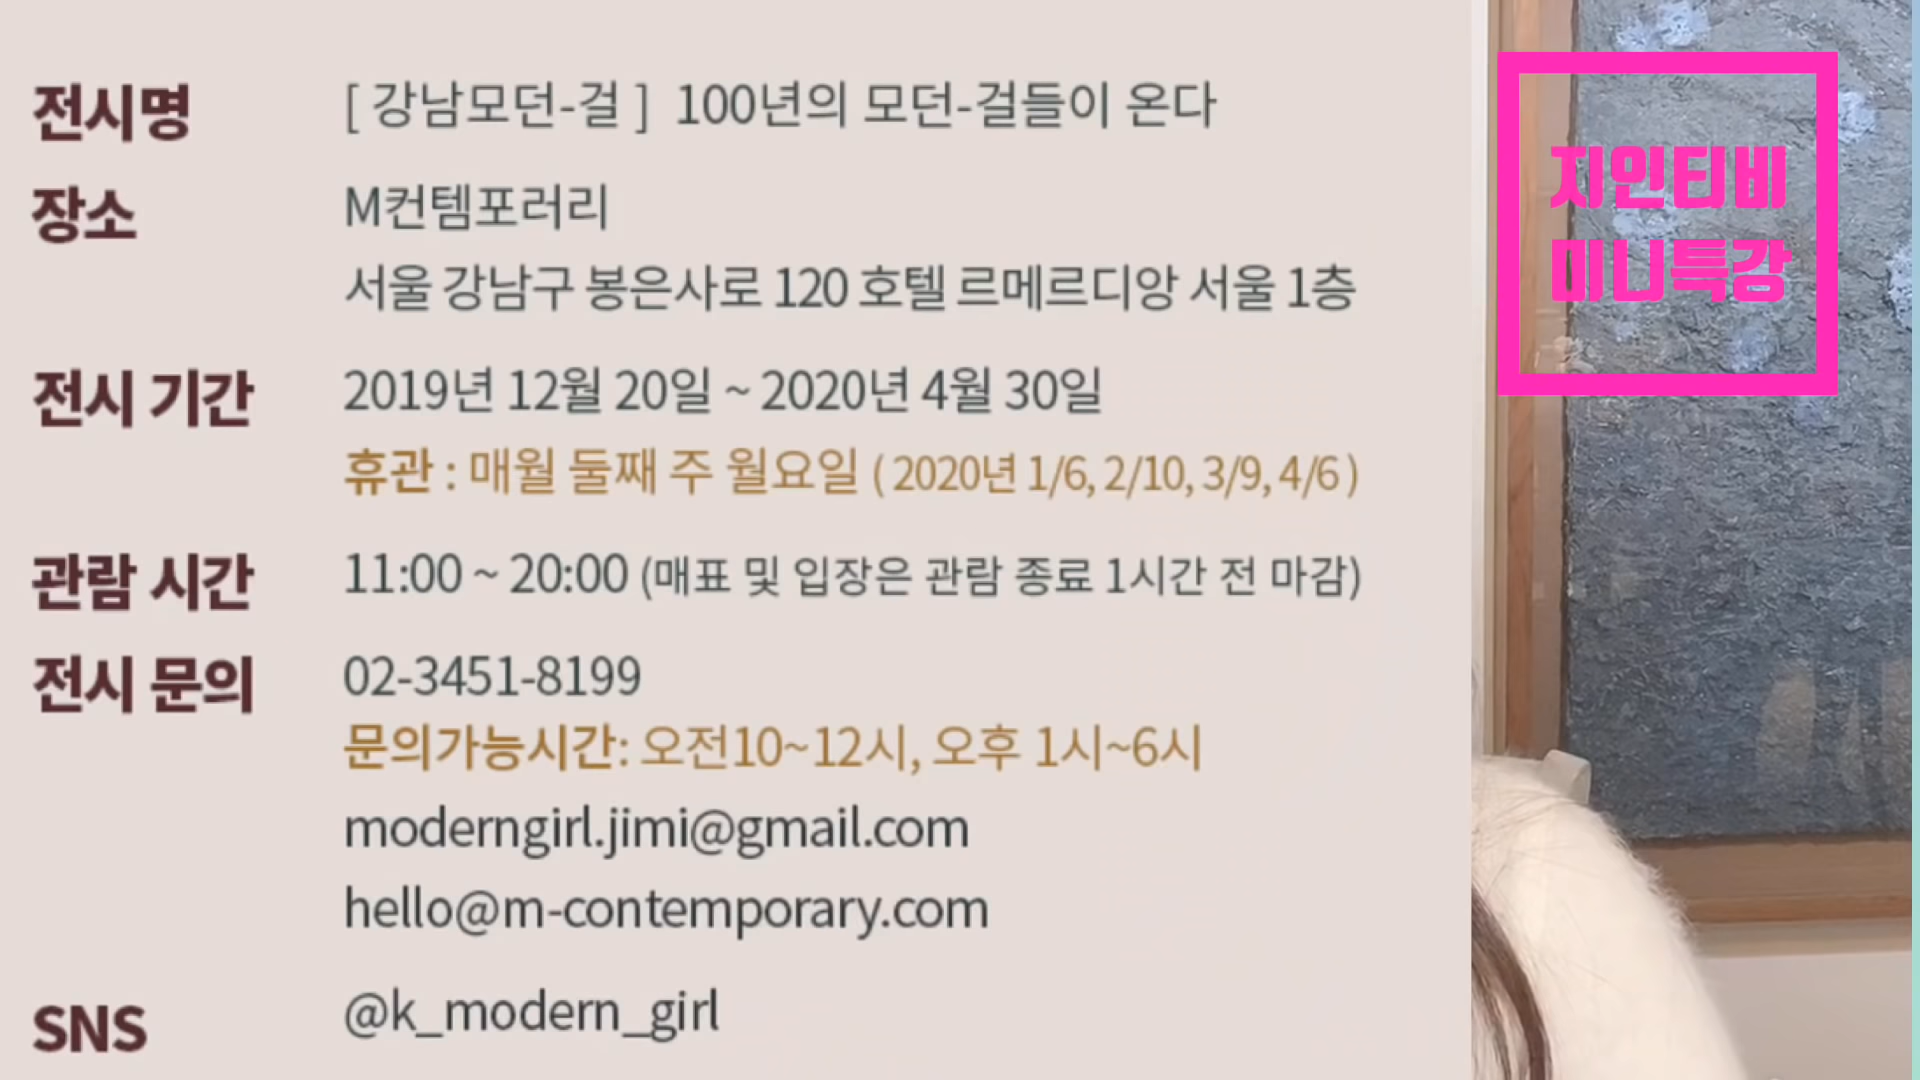 전시명
[ 강남모던-걸 ] 100년의 모던-걸들이 온다
장소
M컨템포러리
서울 강남구 봉은사로 120 호텔 르메르디앙 서울 1층
전시 기간
2019년 12월 20일 ~ 2020년 4월 30일
휴관 : 매월 둘째 주 월요일 ( 2020년 1/6, 2/10, 3/9, 4/6 )
관람 시간
11:00 ~ 20:00 (매표 및 입장은 관람 종료 1시간 전 마감)
전시 문의
02-3451-8199
문의가능시간: 오전10~12시, 오후 1시~6시
moderngirl.jimi@gmail.com
hello@m-contemporary.com
SNS
@k_modern_girl
지인티비
미니특강